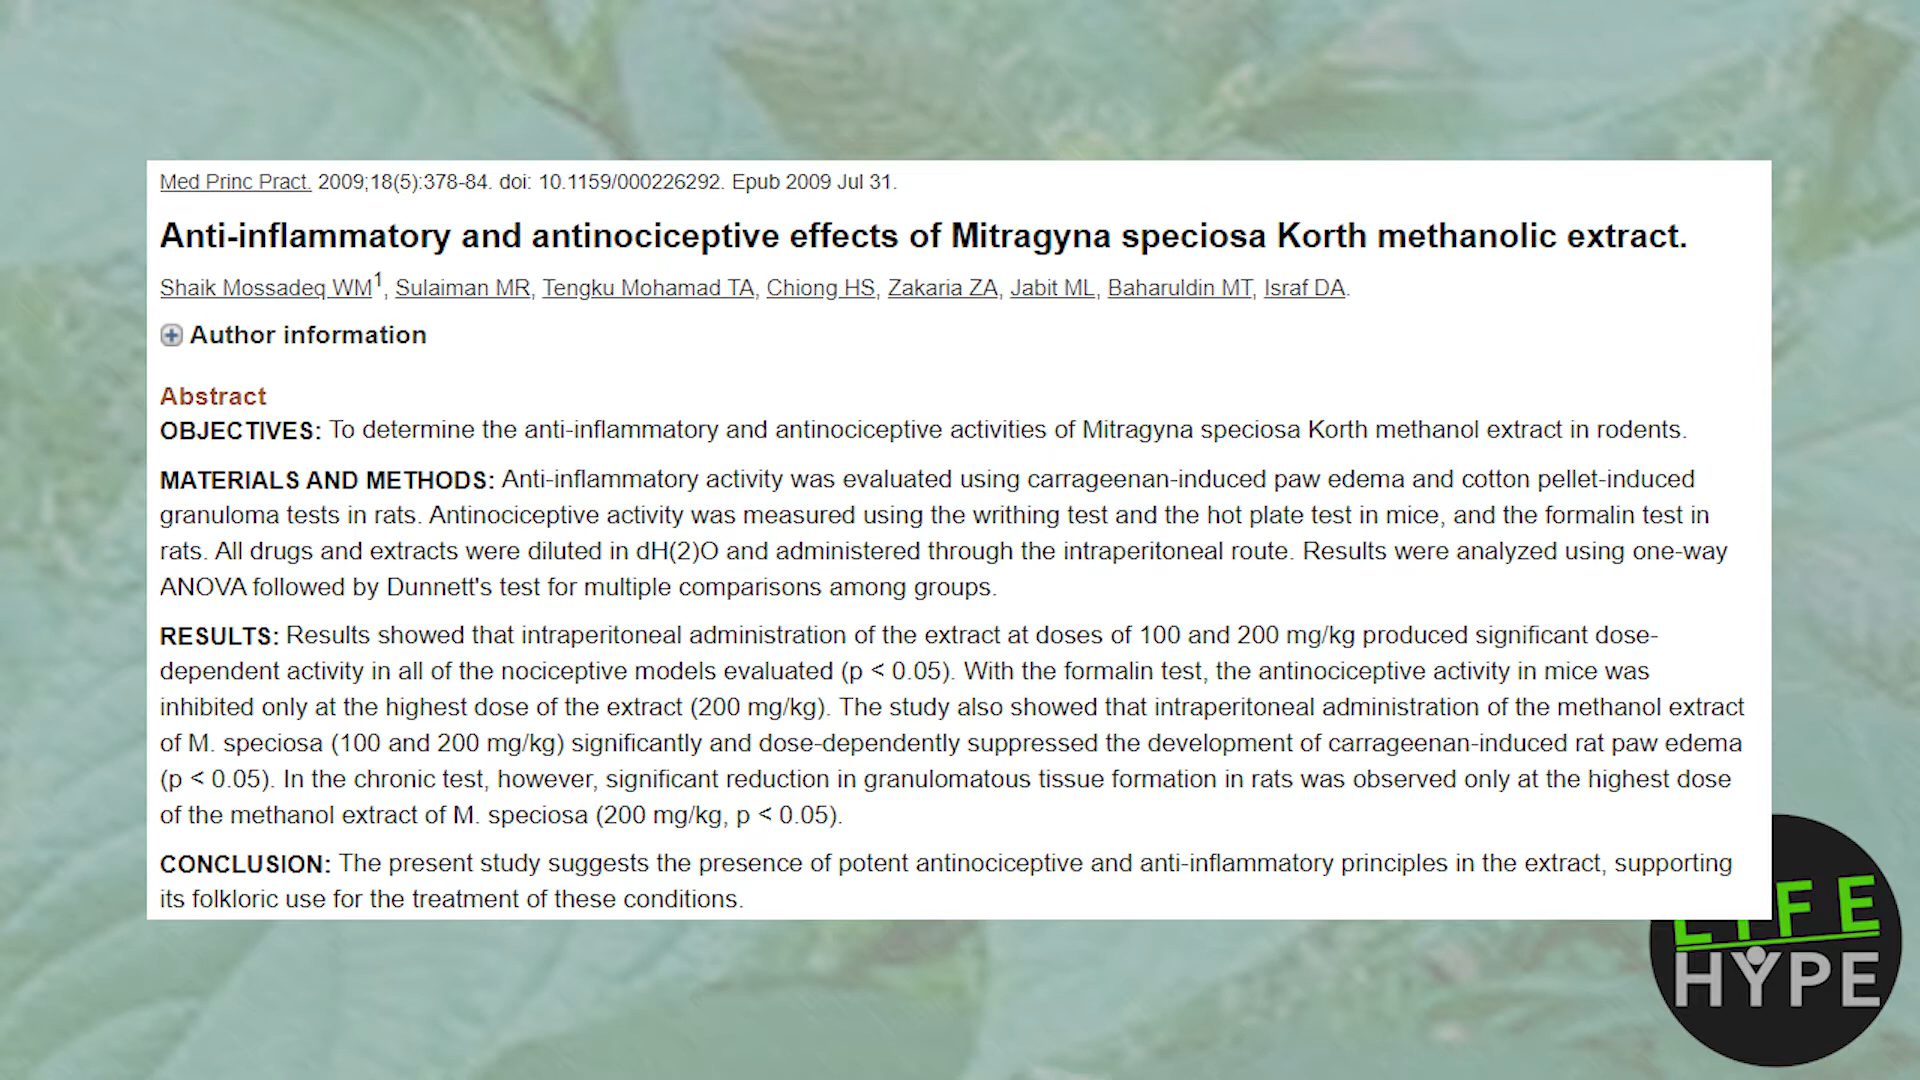 Med Princ Pract. 2009;18(5):378-84. doi: 10.1159/000226292. Epub 2009 Jul 31.
Anti-inflammatory and antinociceptive effects of Mitragyna speciosa Korth methanolic extract.
Shaik Mossadeq WM1, Sulaiman MR, Tengku Mohamad TA, Chiong HS, Zakaria ZA, Jabit ML, Baharuldin MT, Israf DA.
Author information
Abstract
OBJECTIVES: To determine the anti-inflammatory and antinociceptive activities of Mitragyna speciosa Korth methanol extract in rodents.
MATERIALS AND METHODS: Anti-inflammatory activity was evaluated using carrageenan-induced paw edema and cotton pellet-induced
granuloma tests in rats. Antinociceptive activity was measured using the writhing test and the hot plate test in mice, and the formalin test in
rats. All drugs and extracts were diluted in dH(2)O and administered through the intraperitoneal route. Results were analyzed using one-way
ANOVA followed by Dunnett's test for multiple comparisons among groups.
RESULTS: Results showed that intraperitoneal administration of the extract at doses of 100 and 200 mg/kg produced significant dose-
dependent activity in all of the nociceptive models evaluated (p < 0.05). With the formalin test, the antinociceptive activity in mice was
inhibited only at the highest dose of the extract (200 mg/kg). The study also showed that intraperitoneal administration of the methanol extract
of M. speciosa (100 and 200 mg/kg) significantly and dose-dependently suppressed the development of carrageenan-induced rat paw edema
(p < 0.05). In the chronic test, however, significant reduction in granulomatous tissue formation in rats was observed only at the highest dose
of the methanol extract of M. speciosa (200 mg/kg, p < 0.05).
CONCLUSION: The present study suggests the presence of potent antinociceptive and anti-inflammatory principles in the extract, supporting
its folkloric use for the treatment of these conditions.
LIFE
HYPE